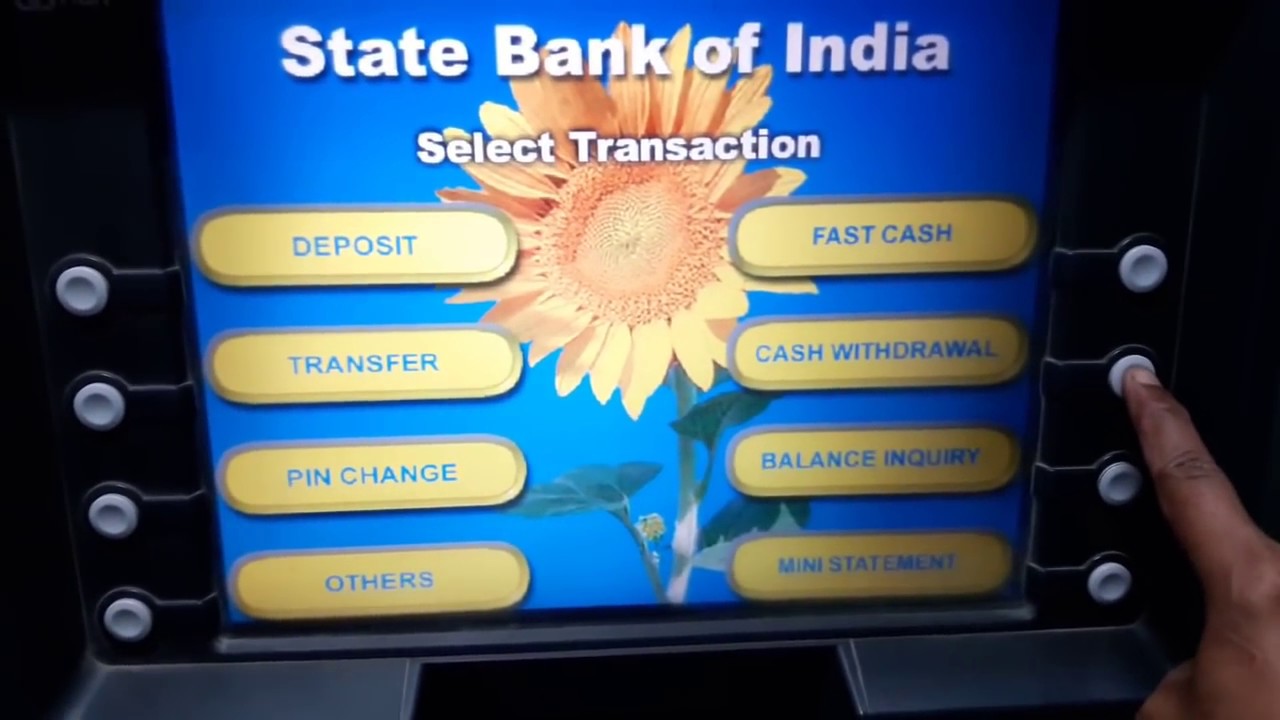 State Bank of India
Select Transaction
DEPOSIT
FAST CASH
TRANSFER
CASH WITHDRAWAL
PIN CHANGE
BALANCE INQUIRY
OTHERS
MINI STATEMENT